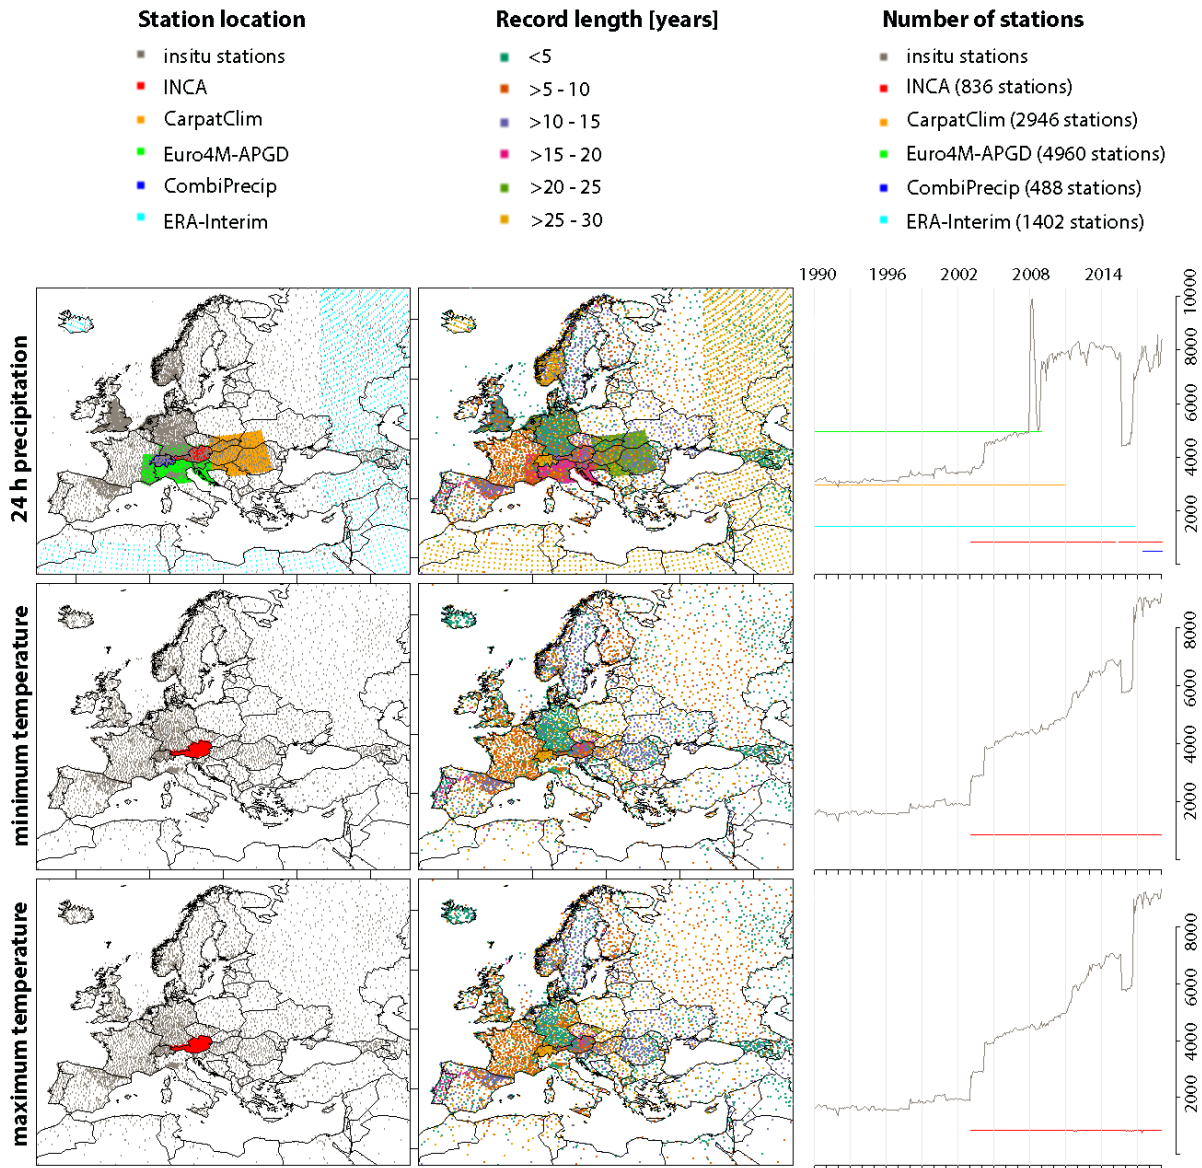 Station location
Record length [years]
Number of stations
insitu stations
INCA
CarpatClim
Euro4M-APGD
CombiPrecip
ERA-Interim
<5
>5 - 10
>10 - 15
>15 - 20
>20 - 25
>25 - 30
insitu stations
INCA (836 stations)
CarpatClim (2946 stations)
Euro4M-APGD (4960 stations)
CombiPrecip (488 stations)
ERA-Interim (1402 stations)
1990 1996 2002 2008 2014
24 h precipitation
10000
8000
6000
4000
2000
minimum temperature
8000
6000
4000
2000
maximum temperature
8000
6000
4000
2000